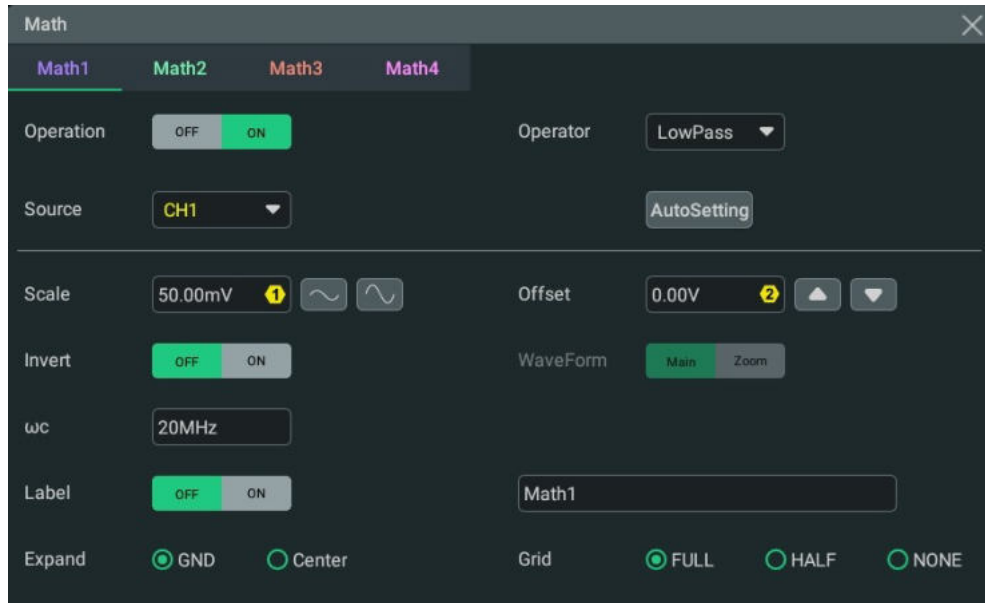 Math
Math1 Math2 Math3 Math4
Operation OFF ON Operator LowPass
Source CH1 AutoSetting
Scale 50.00mV 1 Offset 0.00V 2
Invert OFF ON WaveForm Main Zoom
ωc 20MHz
Label OFF ON Math1
Expand GND Center Grid FULL HALF NONE